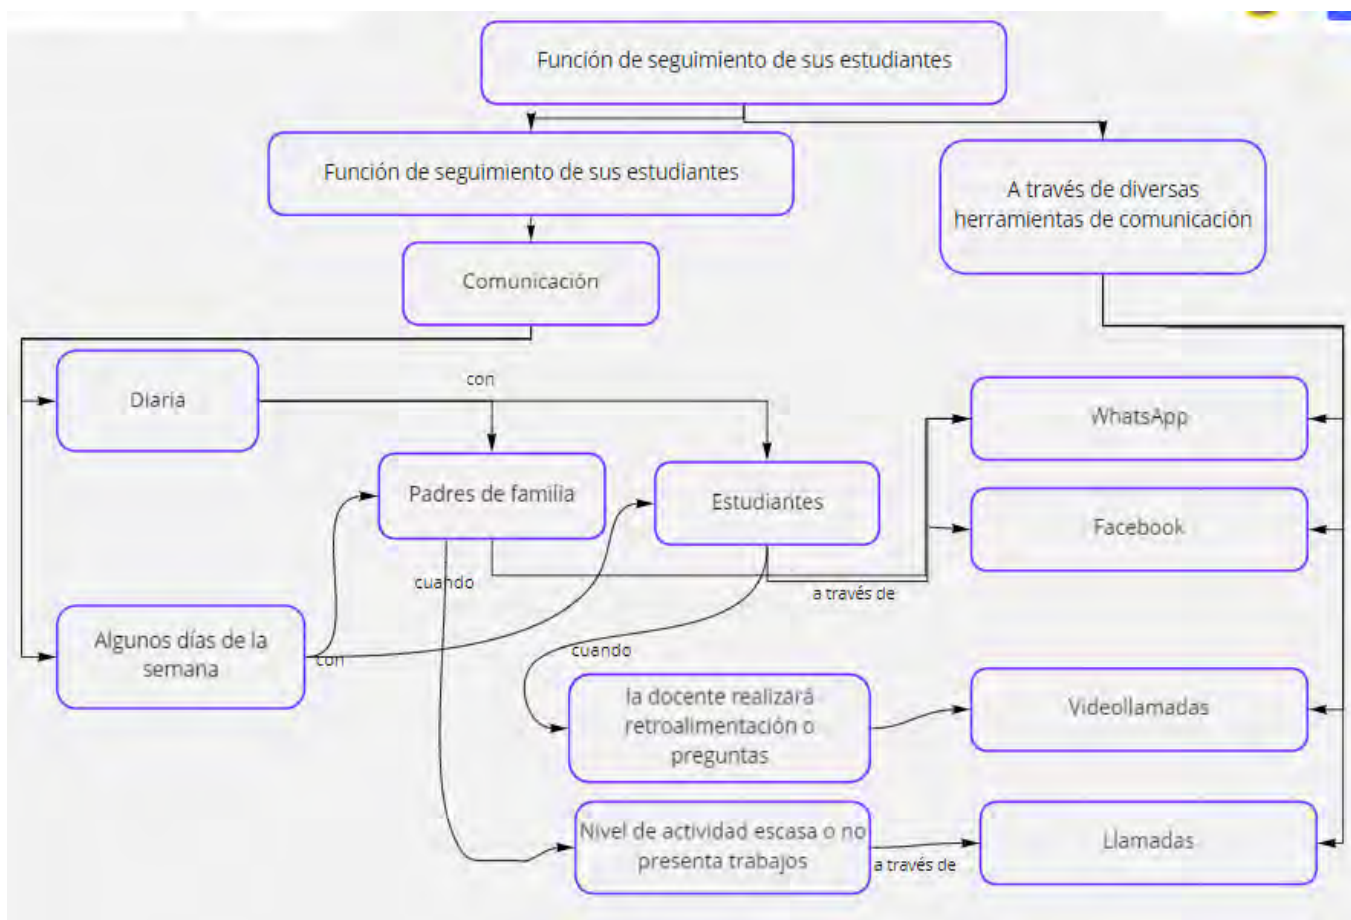 Función de seguimiento de sus estudiantes
Función de seguimiento de sus estudiantes
A través de diversas
herramientas de comunicación
Comunicación
Diaria
con
WhatsApp
Padres de familia
Estudiantes
Facebook
cuando
a través de
Algunos días de la
semana
con
cuando
la docente realizará
retroalimentación o
preguntas
Videollamadas
Nivel de actividad escasa o no
presenta trabajos
a través de
Llamadas